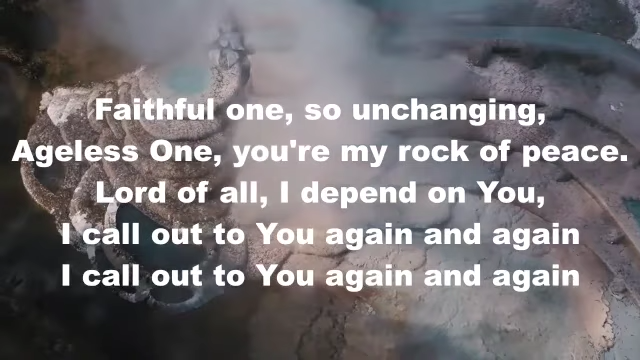 Faithful one, so unchanging,
Ageless One, you're my rock of peace.
Lord of all, I depend on You,
I call out to You again and again
I call out to You again and again